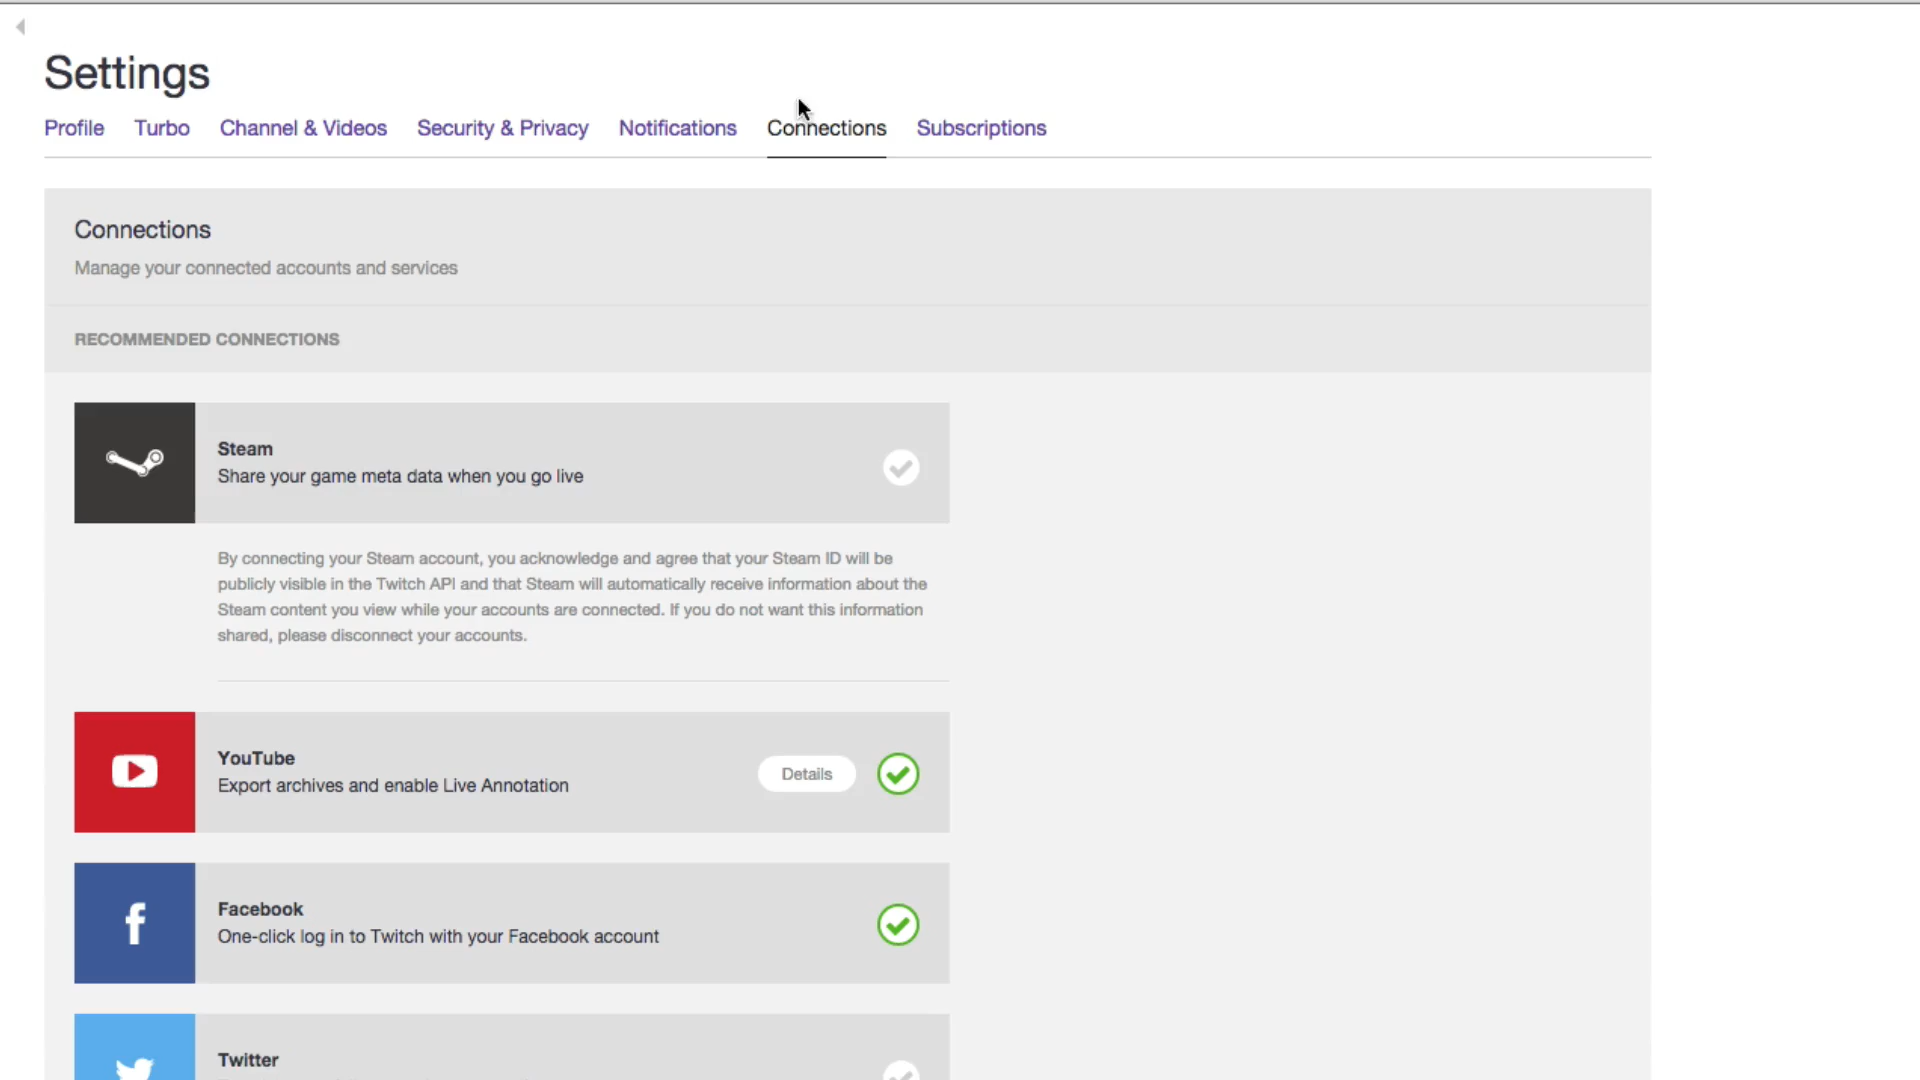 Settings
Profile Turbo Channel & Videos Security & Privacy Notifications Connections Subscriptions
Connections
Manage your connected accounts and services
RECOMMENDED CONNECTIONS
Steam
Share your game meta data when you go live
By connecting your Steam account, you acknowledge and agree that your Steam ID will be
publicly visible in the Twitch API and that Steam will automatically receive information about the
Steam content you view while your accounts are connected. If you do not want this information
shared, please disconnect your accounts.
YouTube
Export archives and enable Live Annotation
Details
Facebook
One-click log in to Twitch with your Facebook account
Twitter